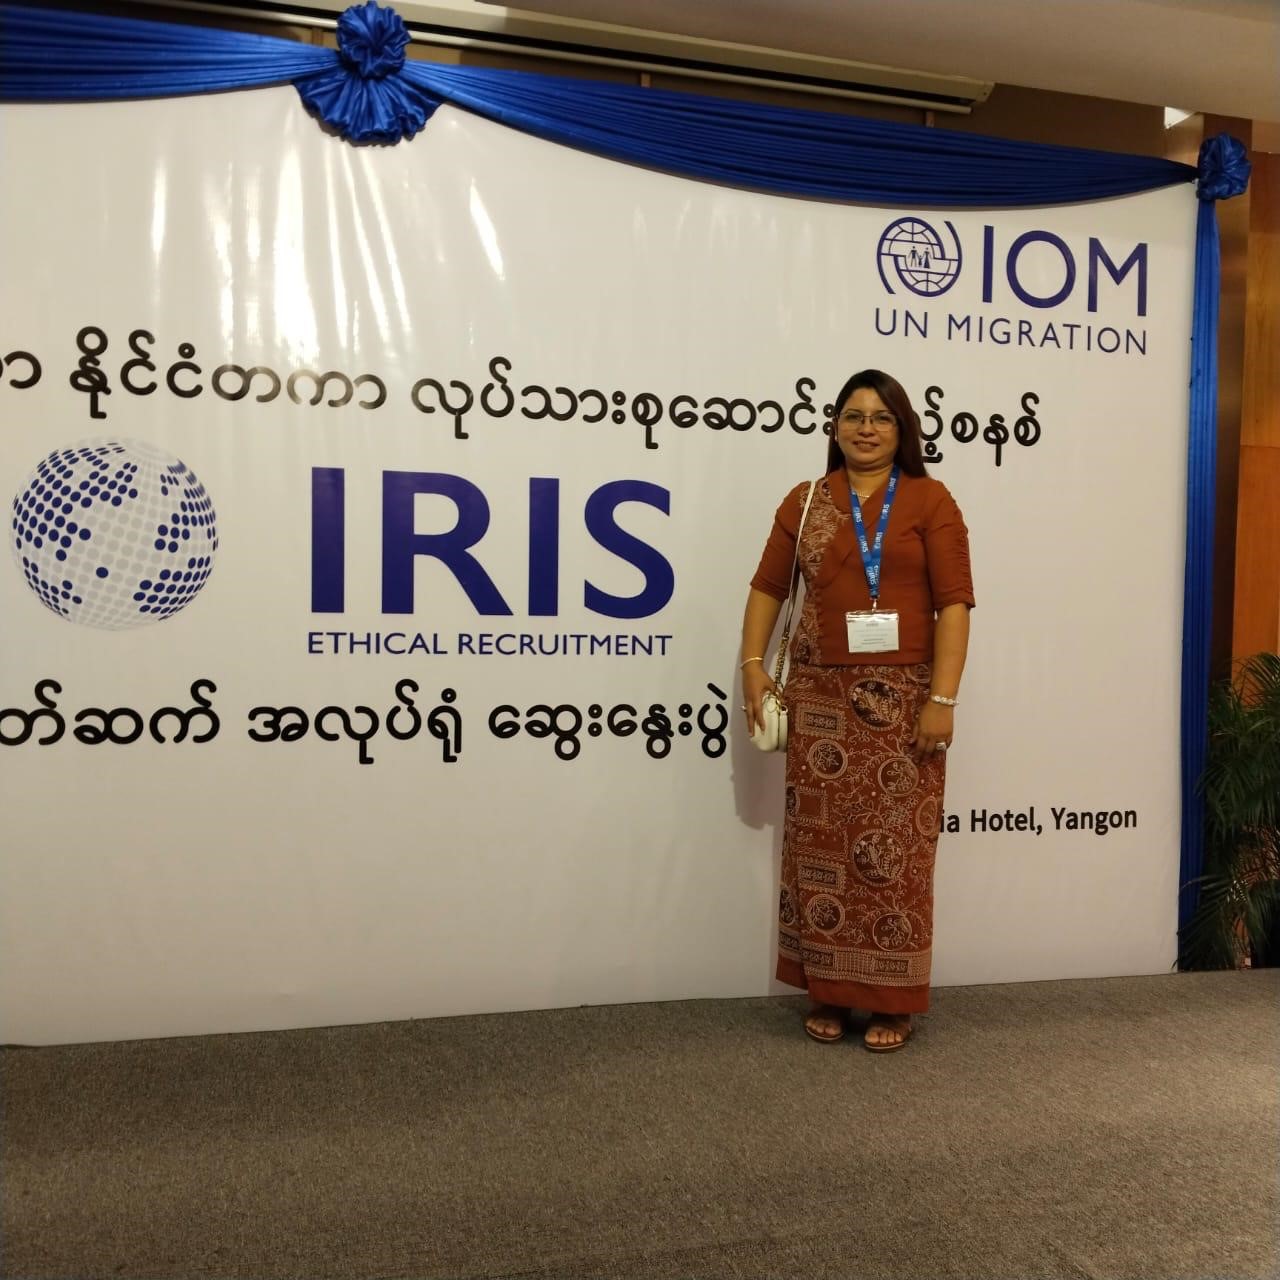 IOM
UN MIGRATION
နိုင်ငံတကာ လုပ်သားစုဆောင်း စနစ်
IRIS
ETHICAL RECRUITMENT
အလုပ်ရုံ ဆွေးနွေးပွဲ
Hotel, Yangon
IRIS